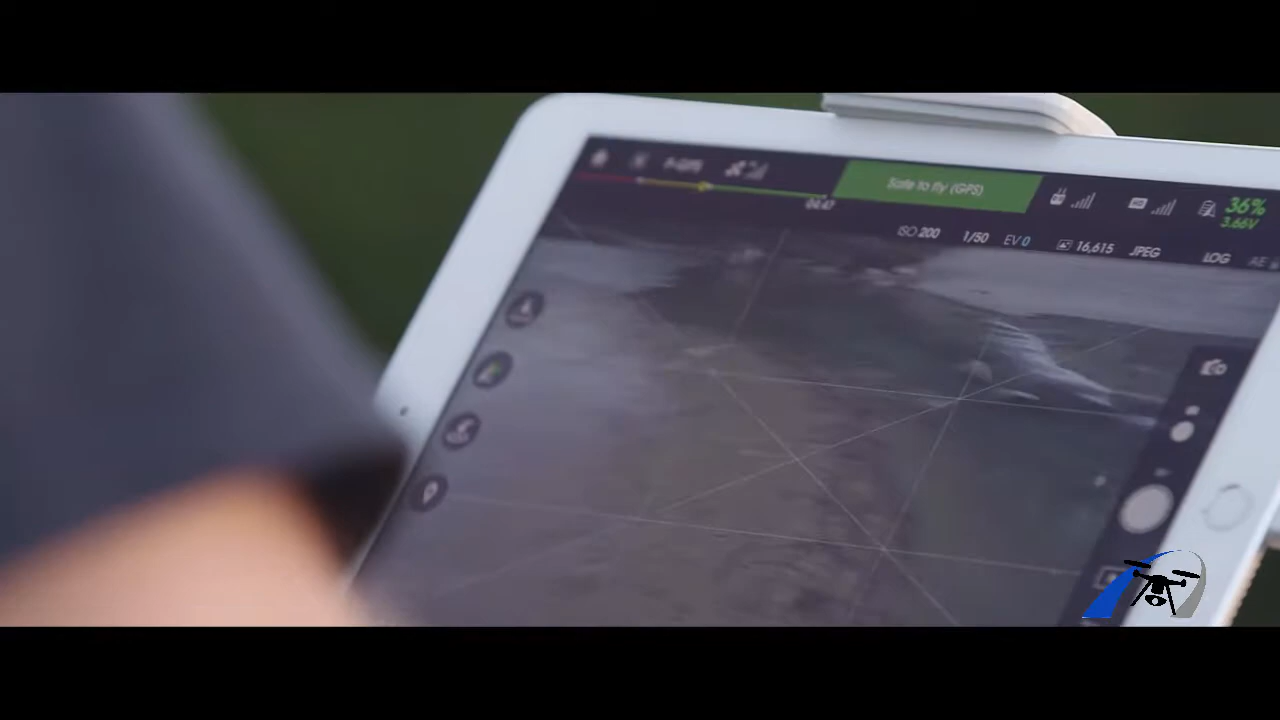 P-GPS
Safe to fly (GPS)
36%
3.66V
04:47
ISO 200 1/50 EV 0 16,615 JPEG LOG AE